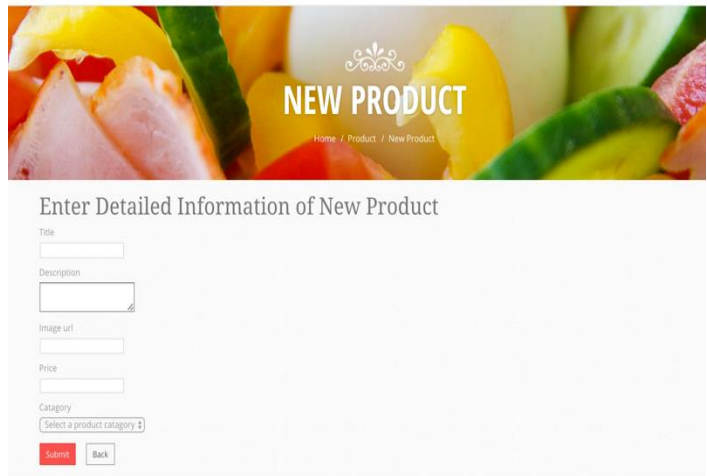 NEW PRODUCT
Home / Product / New Product
Enter Detailed Information of New Product
Title
Description
Image url
Price
Catagory
Select a product catagory
Submit Back